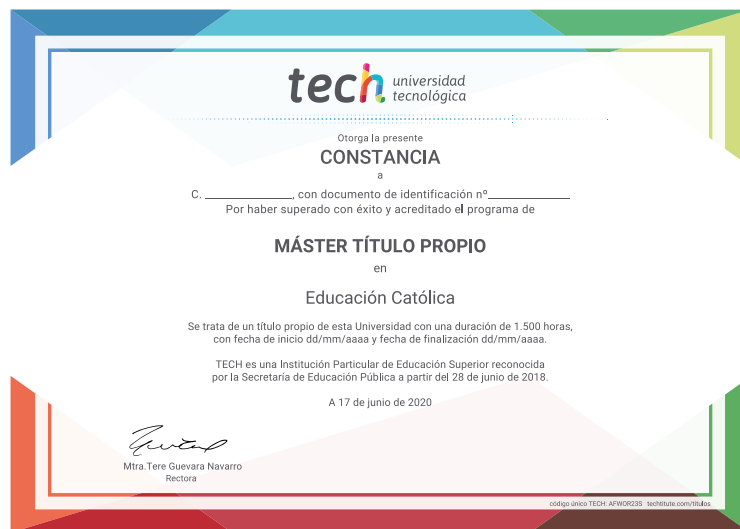 tech universidad
tecnológica
Otorga la presente
CONSTANCIA
a
C. ______________, con documento de identificación nº______________
Por haber superado con éxito y acreditado el programa de
MÁSTER TÍTULO PROPIO
en
Educación Católica
Se trata de un título propio de esta Universidad con una duración de 1.500 horas,
con fecha de inicio dd/mm/aaaa y fecha de finalización dd/mm/aaaa.
TECH es una Institución Particular de Educación Superior reconocida
por la Secretaría de Educación Pública a partir del 28 de junio de 2018.
A 17 de junio de 2020
Mtra.Tere Guevara Navarro
Rectora
código único TECH: AFWOR23S techtitute.com/titulos